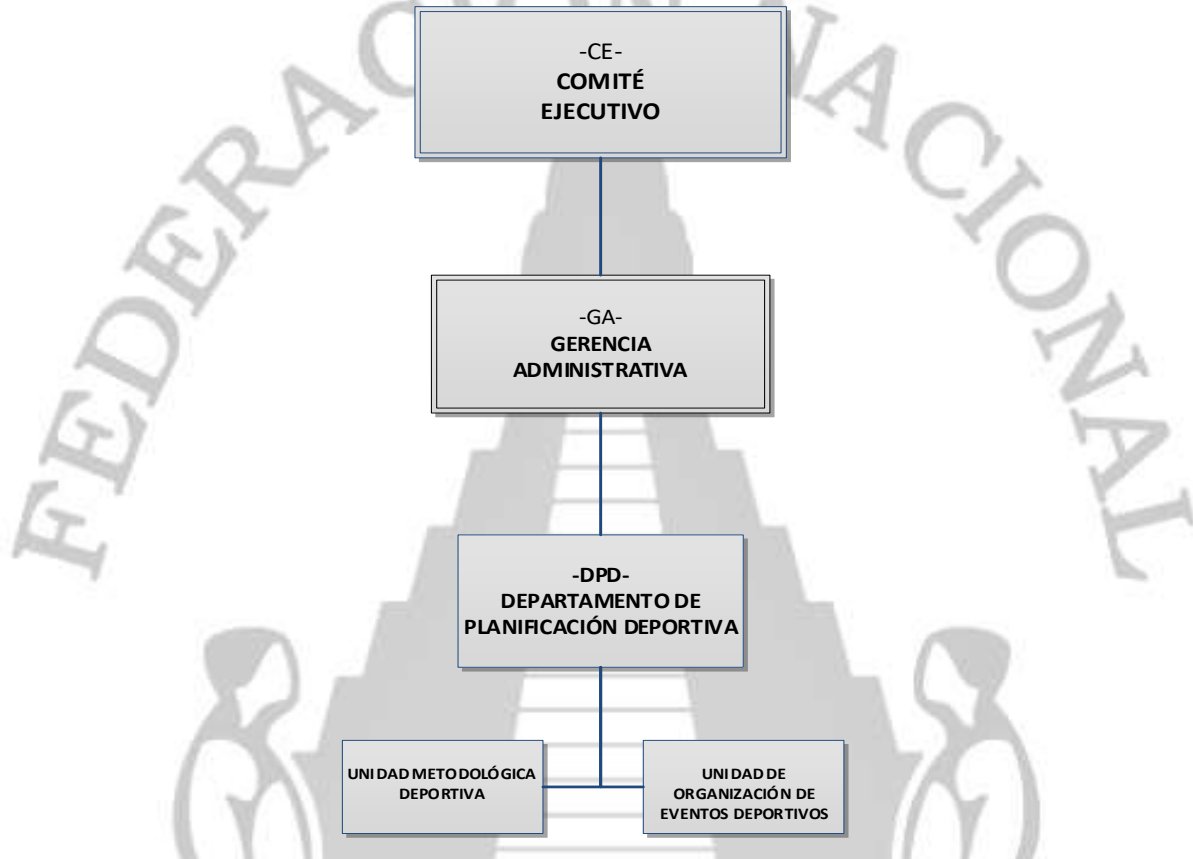 FEDERACIÓN NACIONAL
-CE-
COMITÉ
EJECUTIVO
-GA-
GERENCIA
ADMINISTRATIVA
-DPD-
DEPARTAMENTO DE
PLANIFICACIÓN DEPORTIVA
UNIDAD METODOLÓGICA
DEPORTIVA
UNIDAD DE
ORGANIZACIÓN DE
EVENTOS DEPORTIVOS